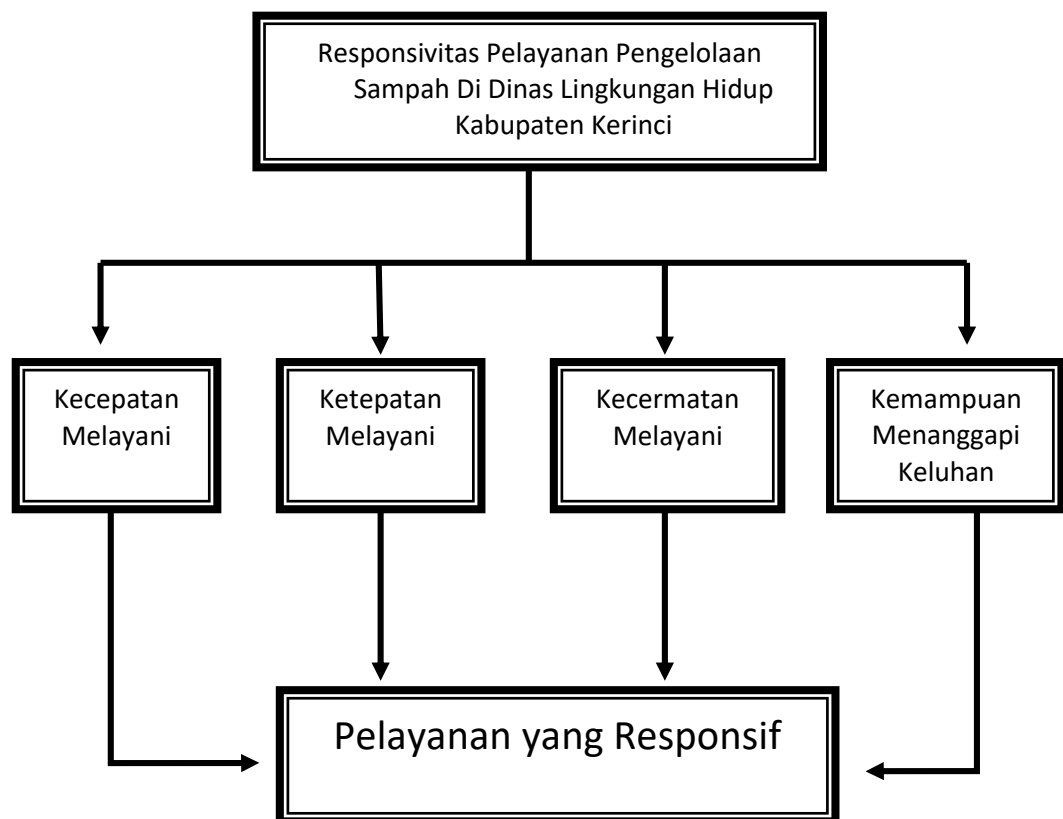 Responsivitas Pelayanan Pengelolaan
Sampah Di Dinas Lingkungan Hidup
Kabupaten Kerinci
Kecepatan
Melayani
Ketepatan
Melayani
Kecermatan
Melayani
Kemampuan
Menanggapi
Keluhan
Pelayanan yang Responsif